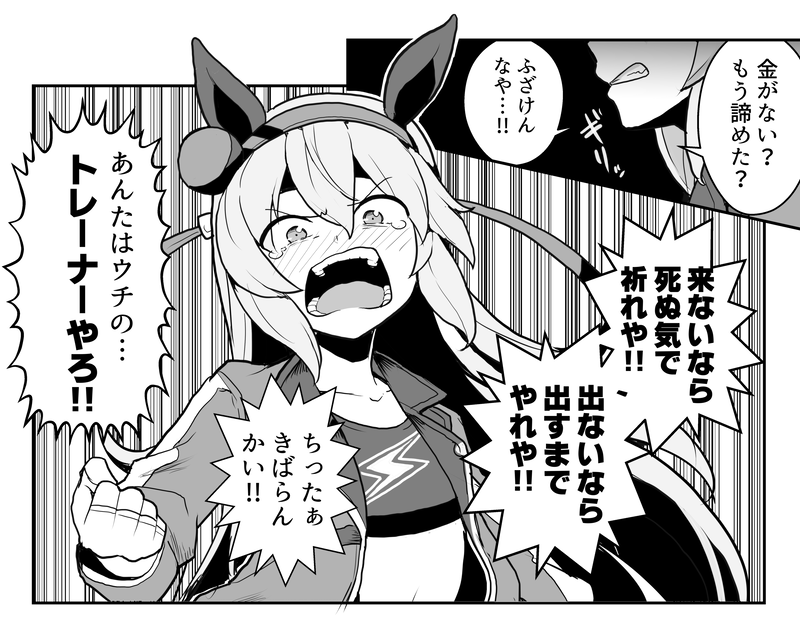 金がない?
もう諦めた?
ふざけん
なや…!!
ギリッ
来ないなら
死ぬ気で
祈れや!!
出ないなら
出すまで
やれや!!
ちったぁ
きばらん
かい!!
あんたはウチの…
トレーナーやろ!!